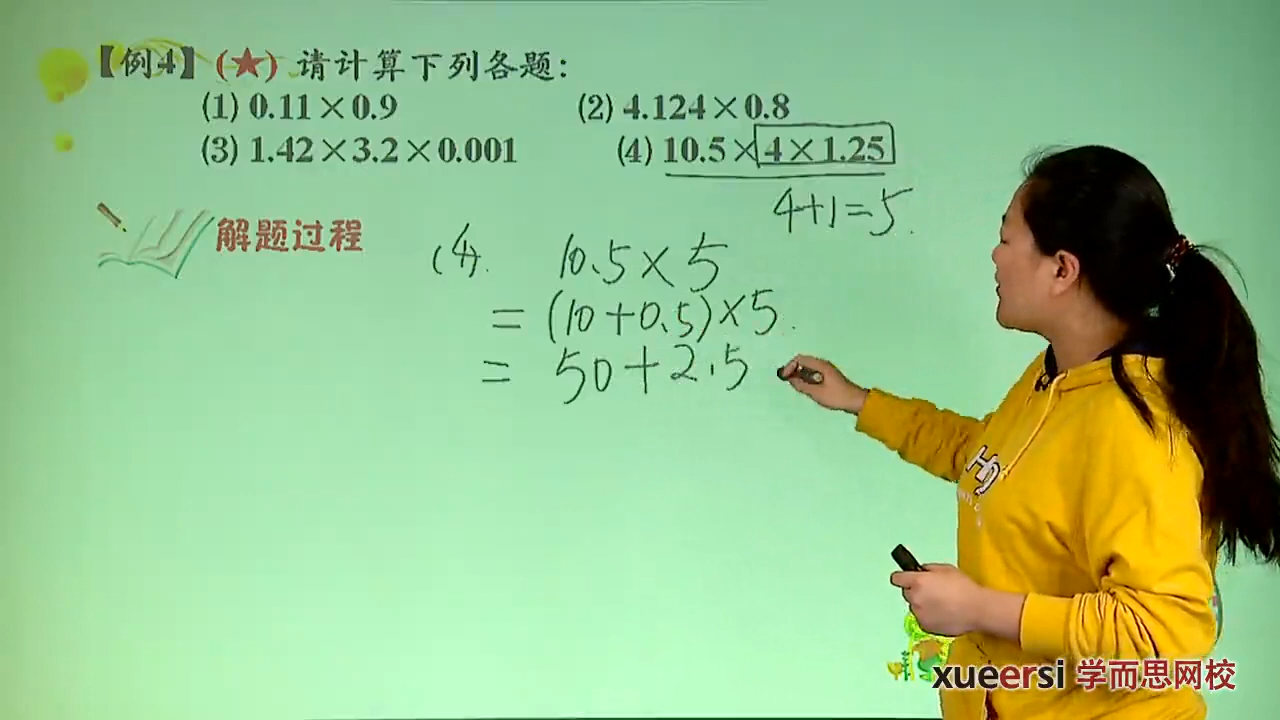 【例4】(★) 请计算下列各题：
(1) 0.11×0.9 (2) 4.124×0.8
(3) 1.42×3.2×0.001 (4) 10.5×4×1.25
4+1=5.
解题过程
(4). 10.5×5
=(10+0.5)×5.
= 50+2.5
xueersi 学而思网校